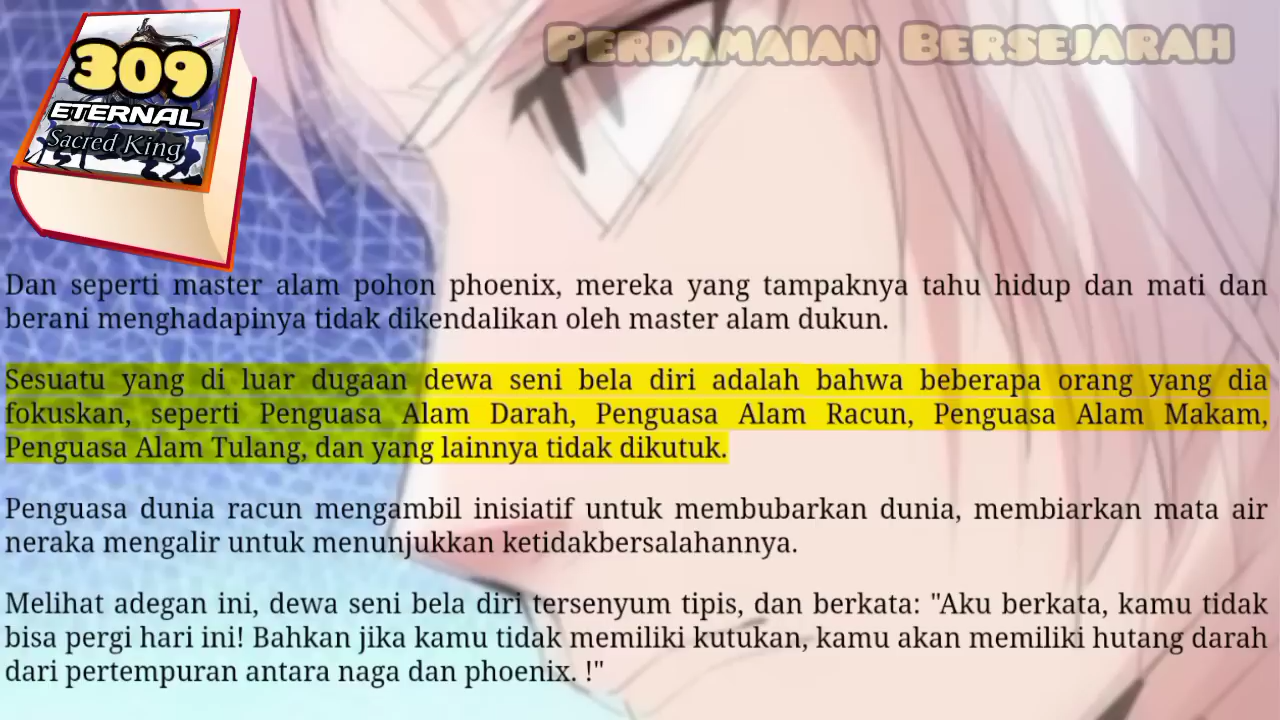 309
ETERNAL
Sacred King
Perdamaian Bersejarah
Dan seperti master alam pohon phoenix, mereka yang tampaknya tahu hidup dan mati dan
berani menghadapinya tidak dikendalikan oleh master alam dukun.
Sesuatu yang di luar dugaan dewa seni bela diri adalah bahwa beberapa orang yang dia
fokuskan, seperti Penguasa Alam Darah, Penguasa Alam Racun, Penguasa Alam Makam,
Penguasa Alam Tulang, dan yang lainnya tidak dikutuk.
Penguasa dunia racun mengambil inisiatif untuk membubarkan dunia, membiarkan mata air
neraka mengalir untuk menunjukkan ketidakbersalahannya.
Melihat adegan ini, dewa seni bela diri tersenyum tipis, dan berkata: "Aku berkata, kamu tidak
bisa pergi hari ini! Bahkan jika kamu tidak memiliki kutukan, kamu akan memiliki hutang darah
dari pertempuran antara naga dan phoenix. !"